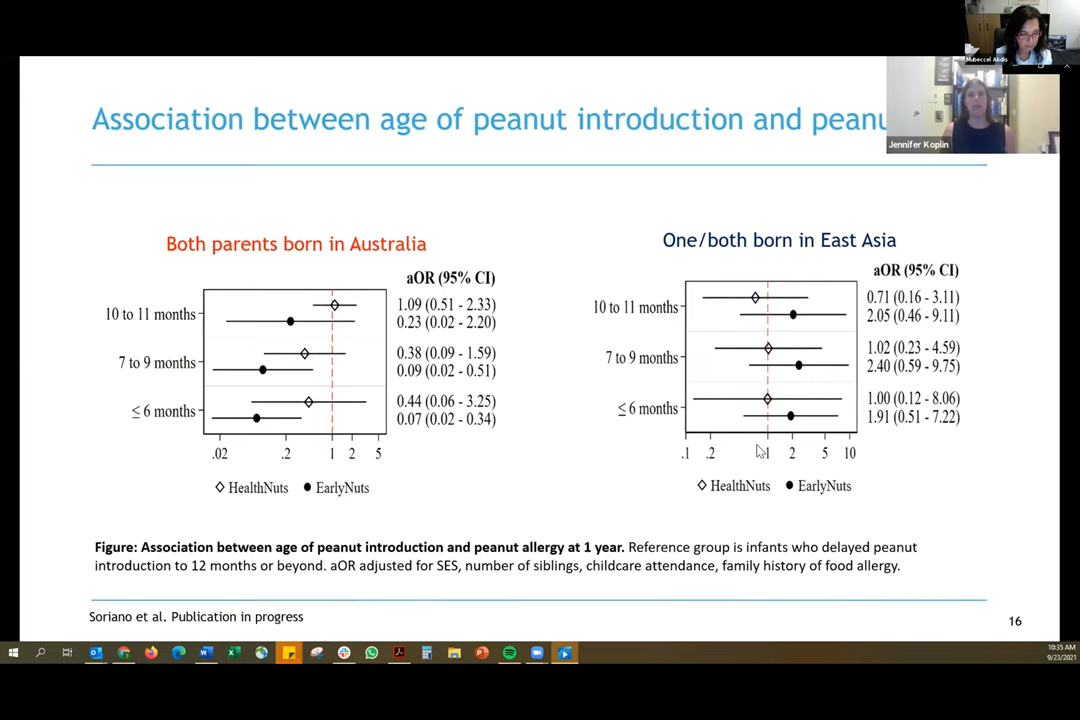 Mubeccel Akdis
Association between age of peanut introduction and peanu
Jennifer Koplin
Both parents born in Australia
aOR (95% CI)
10 to 11 months
1.09 (0.51 - 2.33)
0.23 (0.02 - 2.20)
7 to 9 months
0.38 (0.09 - 1.59)
0.09 (0.02 - 0.51)
≤ 6 months
0.44 (0.06 - 3.25)
0.07 (0.02 - 0.34)
.02 .2 1 2 5
HealthNuts EarlyNuts
One/both born in East Asia
aOR (95% CI)
10 to 11 months
0.71 (0.16 - 3.11)
2.05 (0.46 - 9.11)
7 to 9 months
1.02 (0.23 - 4.59)
2.40 (0.59 - 9.75)
≤ 6 months
1.00 (0.12 - 8.06)
1.91 (0.51 - 7.22)
.1 .2 1 2 5 10
HealthNuts EarlyNuts
Figure: Association between age of peanut introduction and peanut allergy at 1 year. Reference group is infants who delayed peanut
introduction to 12 months or beyond. aOR adjusted for SES, number of siblings, childcare attendance, family history of food allergy.
Soriano et al. Publication in progress
16
10:35 AM
9/23/2021